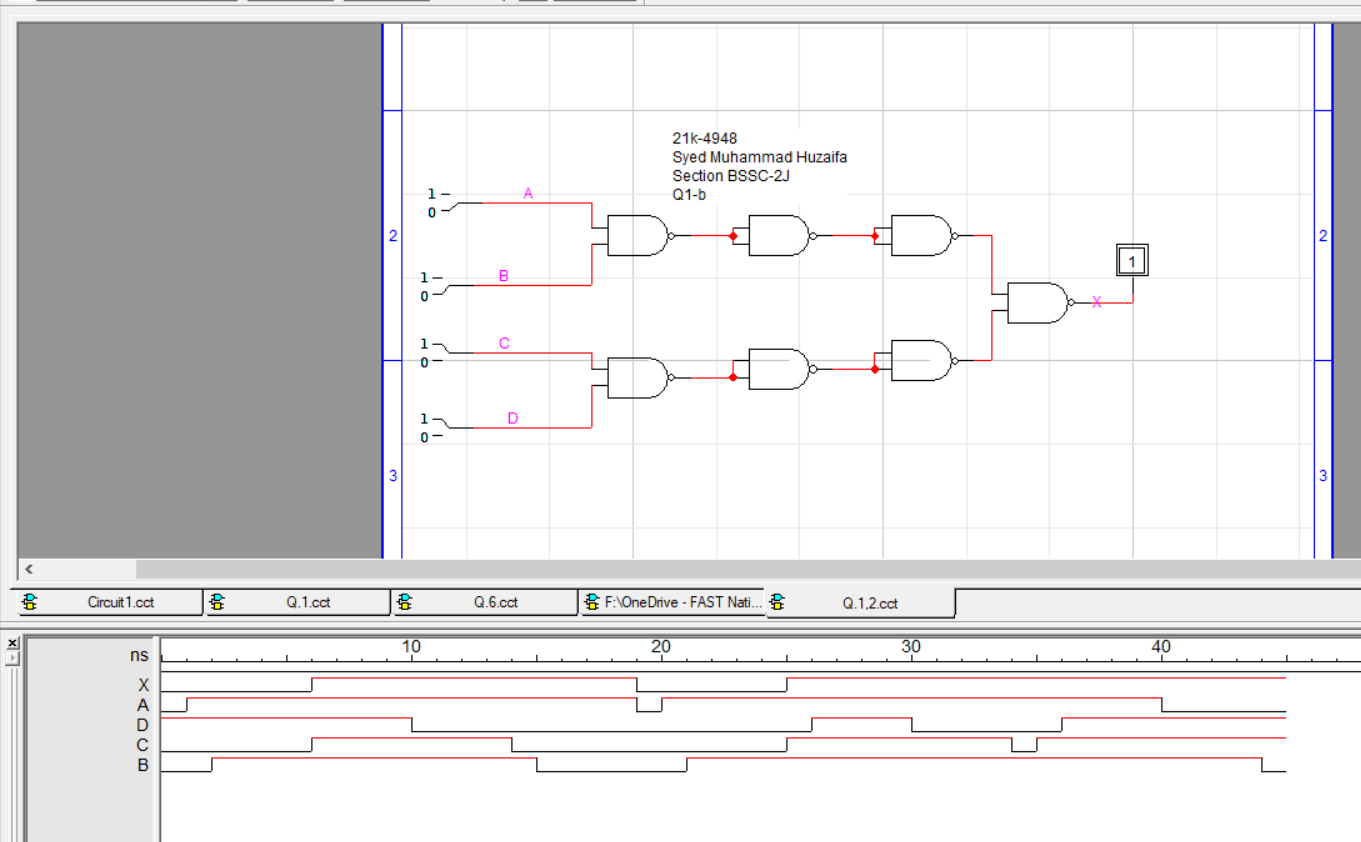 21k-4948
Syed Muhammad Huzaifa
Section BSSC-2J
Q1-b
1
0
A
2
2
1
1
0
B
1
0
C
X
1
0
D
3
3
<
Circuit1.cct
Q.1.cct
Q.6.cct
F:\OneDrive - FAST Nati...
Q.1,2.cct
ns
10
20
30
40
X
A
D
C
B